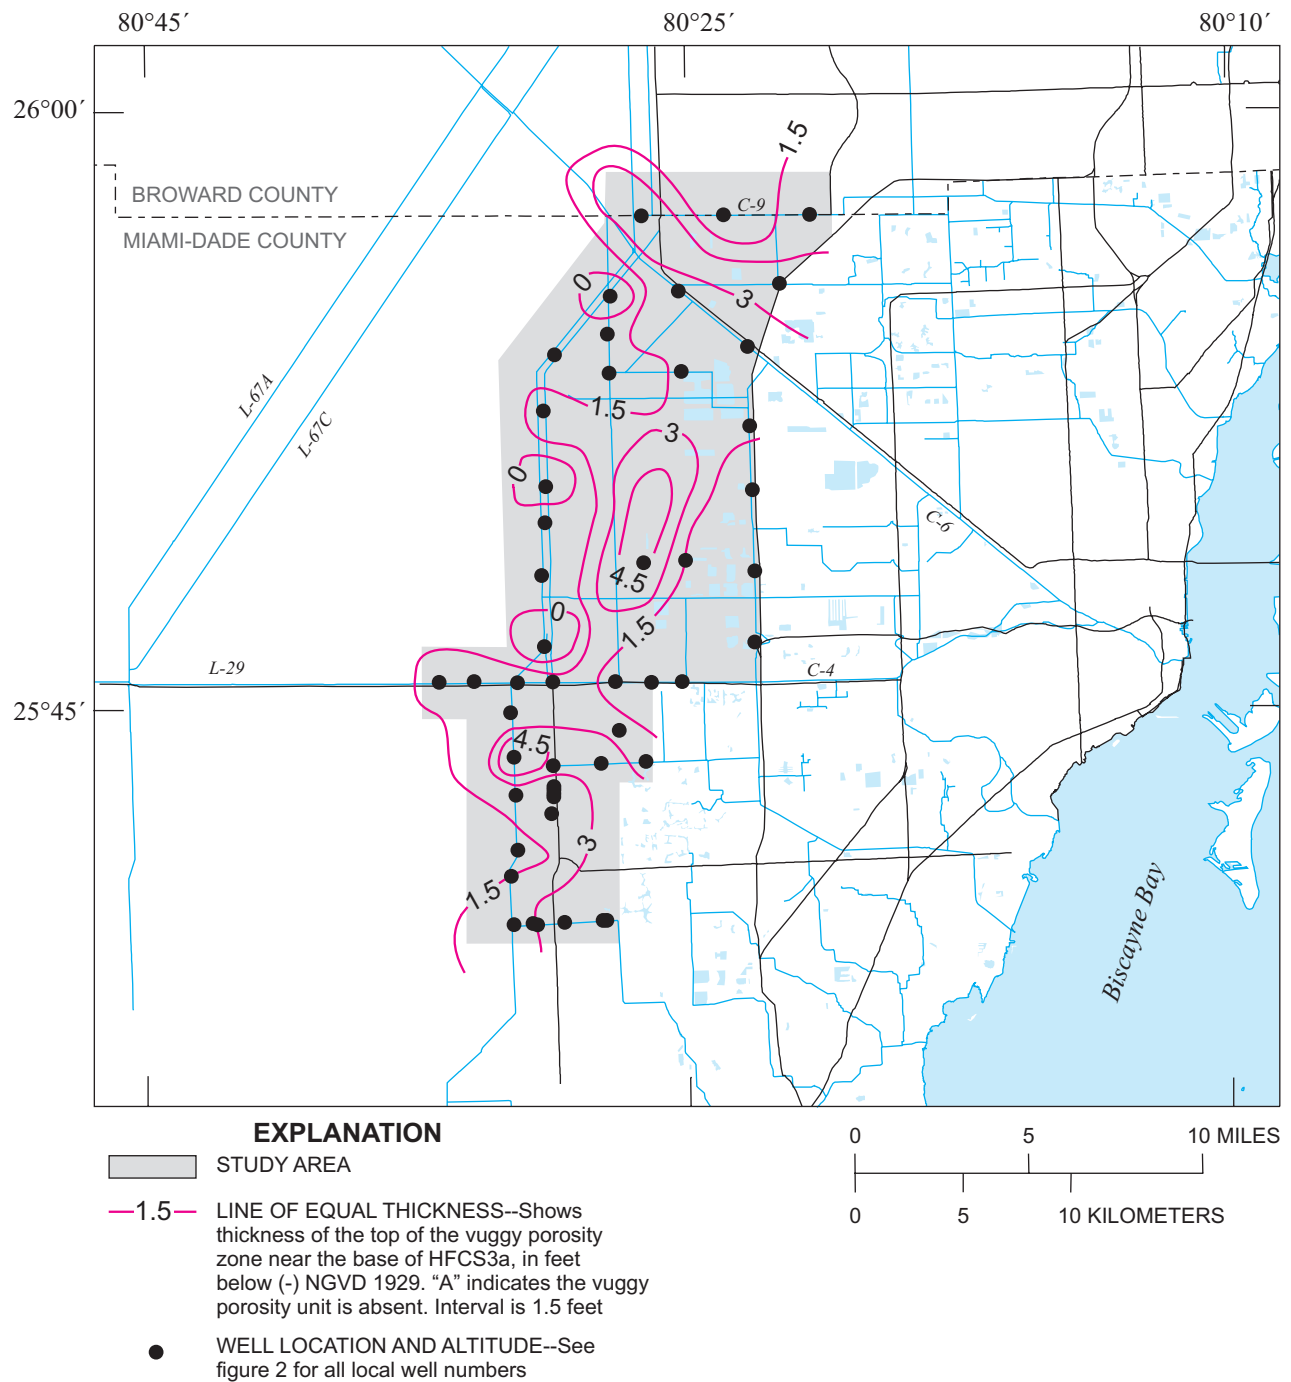 80°45´ 80°25´ 80°10´
26°00´
1.5
BROWARD COUNTY
C-9
MIAMI-DADE COUNTY
0
3
L-67A
1.5
L-67C
3
0
C-6
4.5
0
1.5
L-29
C-4
25°45´
4.5
3
1.5
Biscayne Bay
EXPLANATION
STUDY AREA
1.5
LINE OF EQUAL THICKNESS--Shows
thickness of the top of the vuggy porosity
zone near the base of HFCS3a, in feet
below (-) NGVD 1929. “A” indicates the vuggy
porosity unit is absent. Interval is 1.5 feet
WELL LOCATION AND ALTITUDE--See
figure 2 for all local well numbers
0 5 10 MILES
0 5 10 KILOMETERS